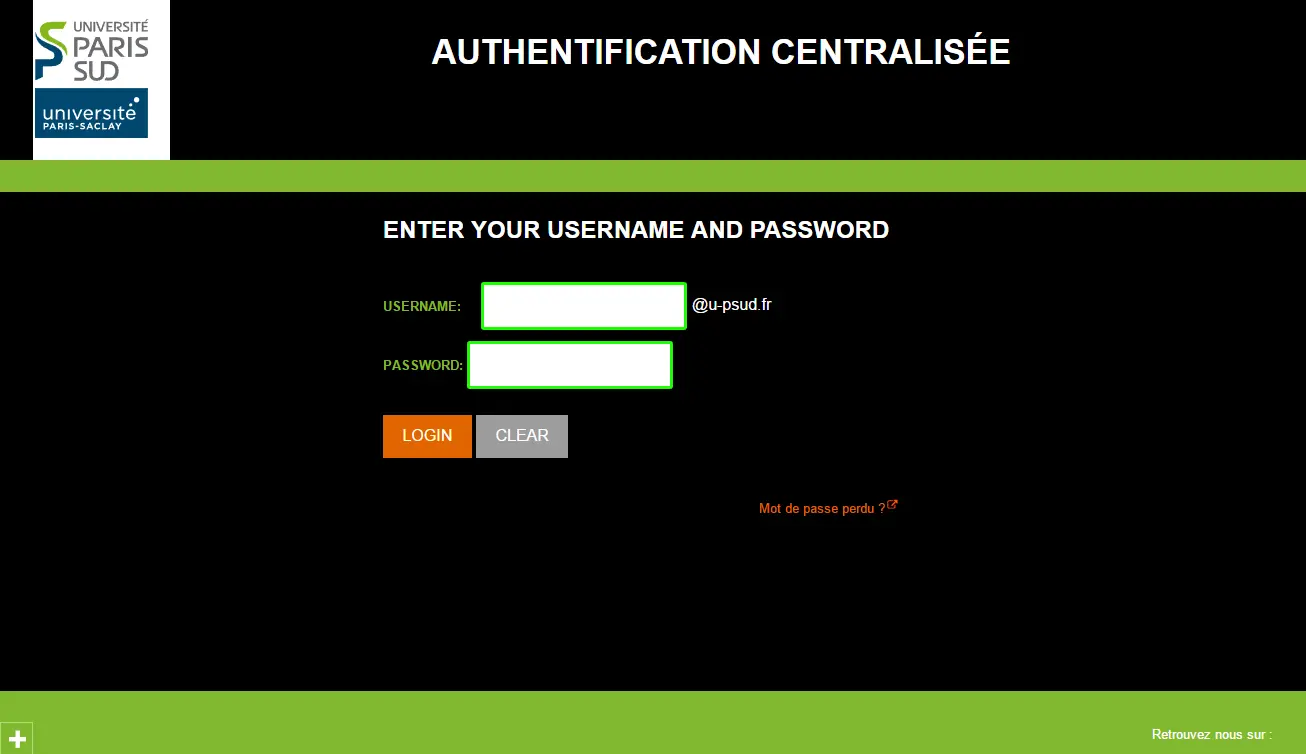 UNIVERSITÉ
PARIS
SUD
université
PARIS-SACLAY
AUTHENTIFICATION CENTRALISÉE
ENTER YOUR USERNAME AND PASSWORD
USERNAME: @u-psud.fr
PASSWORD:
LOGIN CLEAR
Mot de passe perdu ?
Retrouvez nous sur :